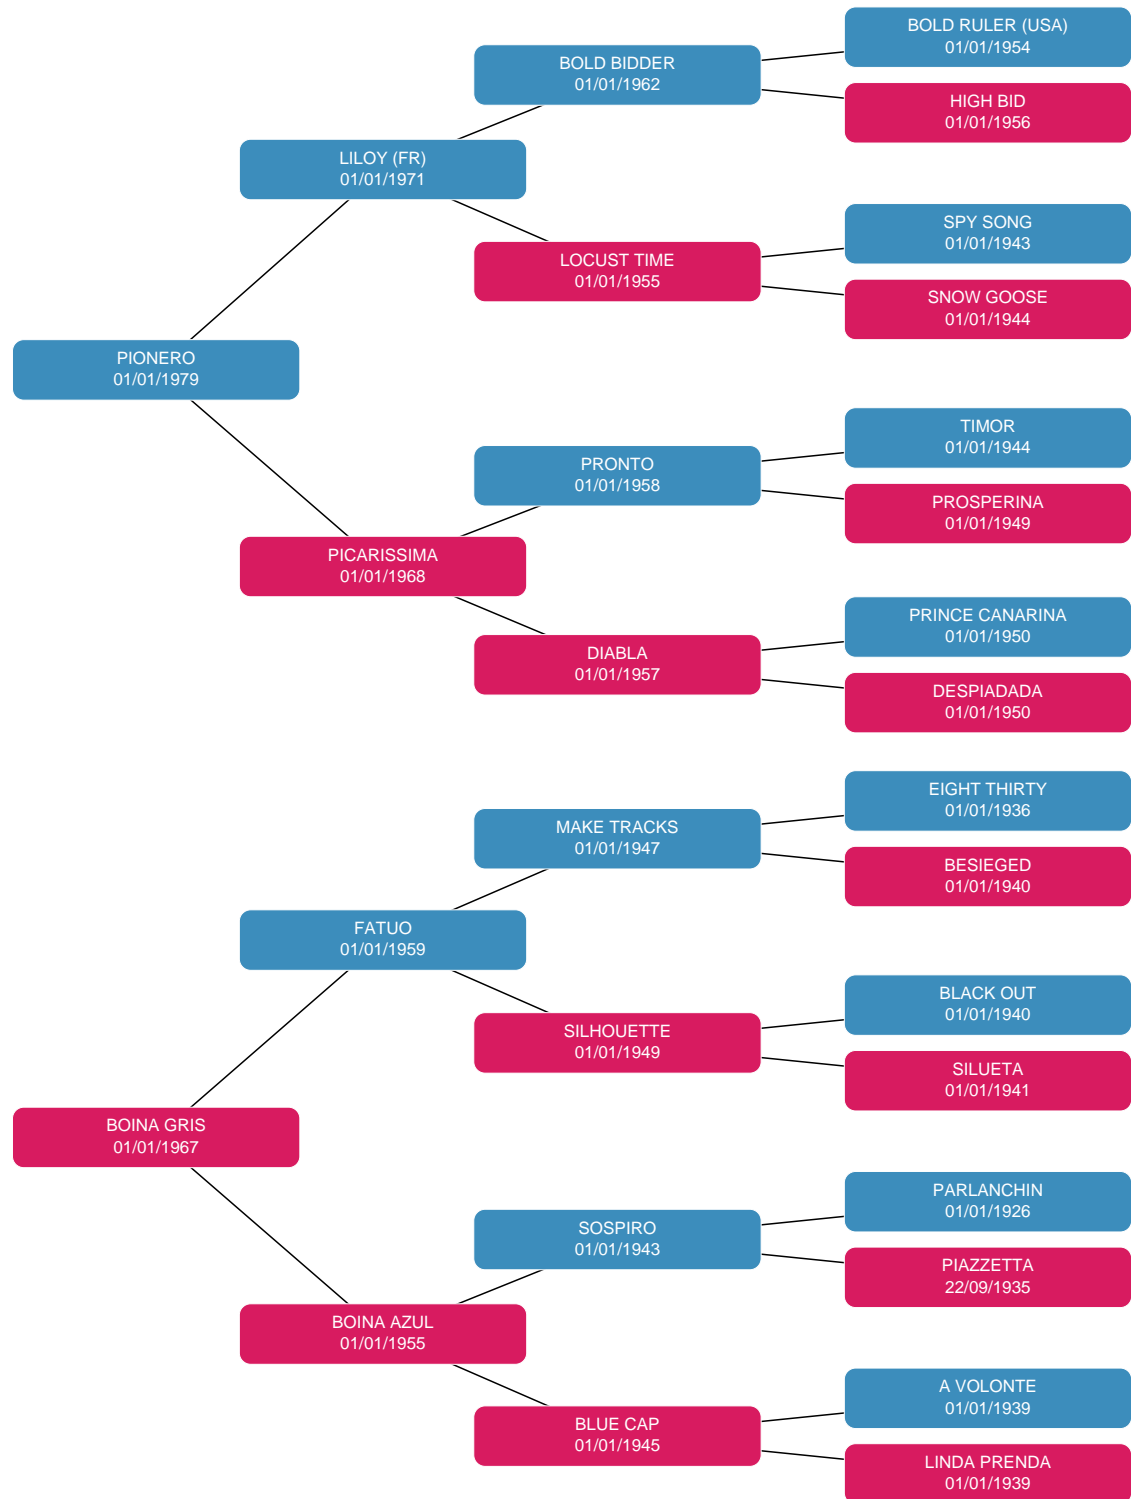 BOLD RULER (USA)
01/01/1954
BOLD BIDDER
01/01/1962
HIGH BID
01/01/1956
LILOY (FR)
01/01/1971
SPY SONG
01/01/1943
LOCUST TIME
01/01/1955
SNOW GOOSE
01/01/1944
PIONERO
01/01/1979
TIMOR
01/01/1944
PRONTO
01/01/1958
PROSPERINA
01/01/1949
PICARISSIMA
01/01/1968
PRINCE CANARINA
01/01/1950
DIABLA
01/01/1957
DESPIADADA
01/01/1950
EIGHT THIRTY
01/01/1936
MAKE TRACKS
01/01/1947
BESIEGED
01/01/1940
FATUO
01/01/1959
BLACK OUT
01/01/1940
SILHOUETTE
01/01/1949
SILUETA
01/01/1941
BOINA GRIS
01/01/1967
PARLANCHIN
01/01/1926
SOSPIRO
01/01/1943
PIAZZETTA
22/09/1935
BOINA AZUL
01/01/1955
A VOLONTE
01/01/1939
BLUE CAP
01/01/1945
LINDA PRENDA
01/01/1939